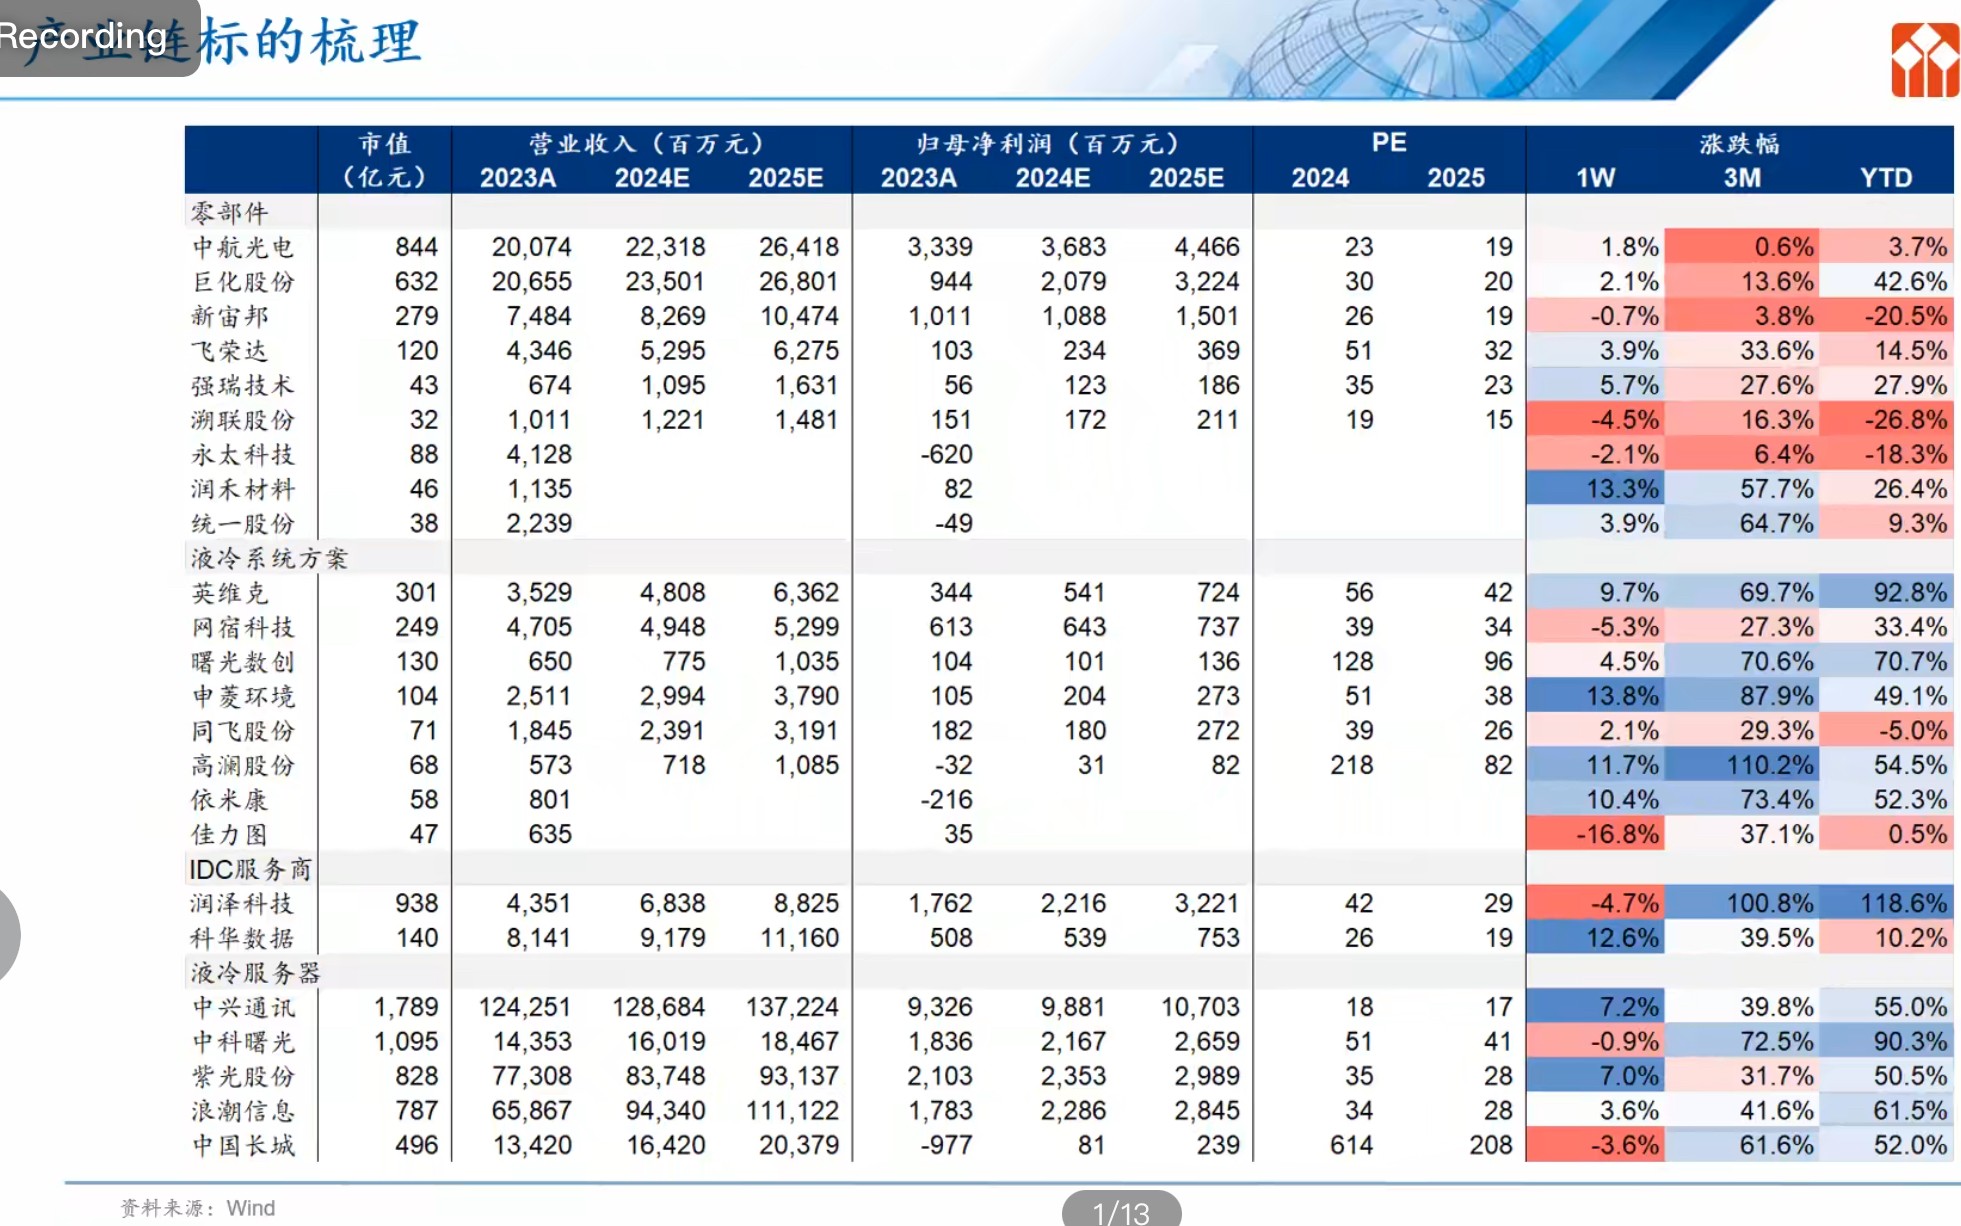 Recording
产业链标的梳理
市值 营业收入（百万元） 归母净利润（百万元） PE 涨跌幅
（亿元） 2023A 2024E 2025E 2023A 2024E 2025E 2024 2025 1W 3M YTD
零部件
中航光电 844 20,074 22,318 26,418 3,339 3,683 4,466 23 19 1.8% 0.6% 3.7%
巨化股份 632 20,655 23,501 26,801 944 2,079 3,224 30 20 2.1% 13.6% 42.6%
新宙邦 279 7,484 8,269 10,474 1,011 1,088 1,501 26 19 -0.7% 3.8% -20.5%
飞荣达 120 4,346 5,295 6,275 103 234 369 51 32 3.9% 33.6% 14.5%
强瑞技术 43 674 1,095 1,631 56 123 186 35 23 5.7% 27.6% 27.9%
溯联股份 32 1,011 1,221 1,481 151 172 211 19 15 -4.5% 16.3% -26.8%
永太科技 88 4,128 -620 -2.1% 6.4% -18.3%
润禾材料 46 1,135 82 13.3% 57.7% 26.4%
统一股份 38 2,239 -49 3.9% 64.7% 9.3%
液冷系统方案
英维克 301 3,529 4,808 6,362 344 541 724 56 42 9.7% 69.7% 92.8%
网宿科技 249 4,705 4,948 5,299 613 643 737 39 34 -5.3% 27.3% 33.4%
曙光数创 130 650 775 1,035 104 101 136 128 96 4.5% 70.6% 70.7%
申菱环境 104 2,511 2,994 3,790 105 204 273 51 38 13.8% 87.9% 49.1%
同飞股份 71 1,845 2,391 3,191 182 180 272 39 26 2.1% 29.3% -5.0%
高澜股份 68 573 718 1,085 -32 31 82 218 82 11.7% 110.2% 54.5%
依米康 58 801 -216 10.4% 73.4% 52.3%
佳力图 47 635 35 -16.8% 37.1% 0.5%
IDC服务商
润泽科技 938 4,351 6,838 8,825 1,762 2,216 3,221 42 29 -4.7% 100.8% 118.6%
科华数据 140 8,141 9,179 11,160 508 539 753 26 19 12.6% 39.5% 10.2%
液冷服务器
中兴通讯 1,789 124,251 128,684 137,224 9,326 9,881 10,703 18 17 7.2% 39.8% 55.0%
中科曙光 1,095 14,353 16,019 18,467 1,836 2,167 2,659 51 41 -0.9% 72.5% 90.3%
紫光股份 828 77,308 83,748 93,137 2,103 2,353 2,989 35 28 7.0% 31.7% 50.5%
浪潮信息 787 65,867 94,340 111,122 1,783 2,286 2,845 34 28 3.6% 41.6% 61.5%
中国长城 496 13,420 16,420 20,379 -977 81 239 614 208 -3.6% 61.6% 52.0%
资料来源：Wind
1/13